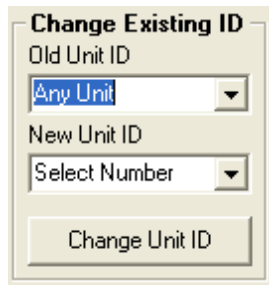 Change Existing ID
Old Unit ID
Any Unit
New Unit ID
Select Number
Change Unit ID